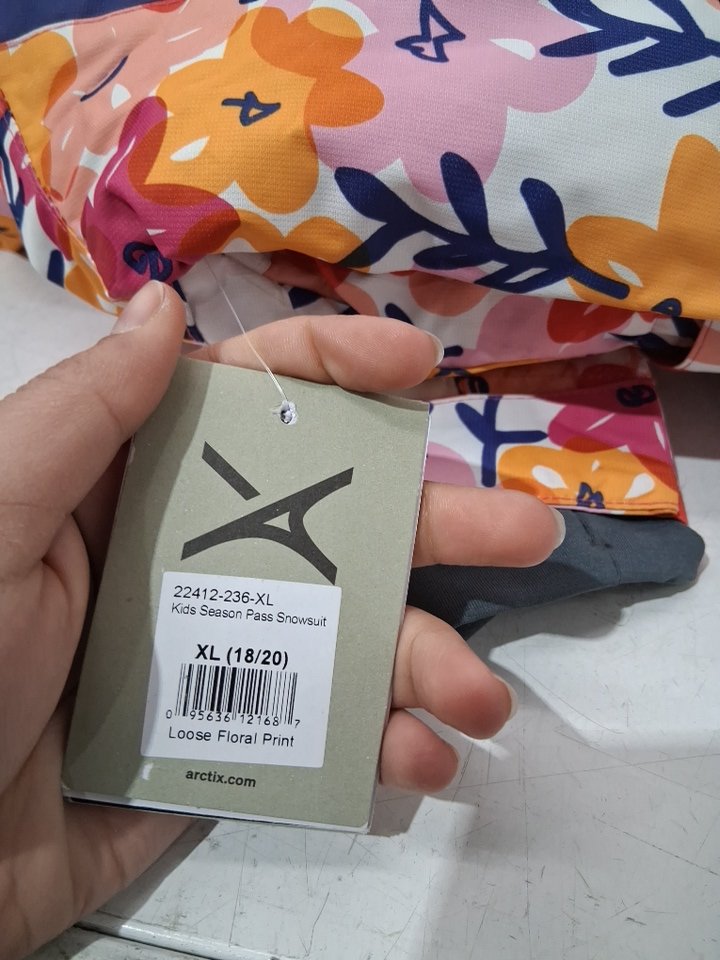 22412-236-XL
Kids Season Pass Snowsuit
XL (18/20)
0 95636 12168 7
Loose Floral Print
arctix.com